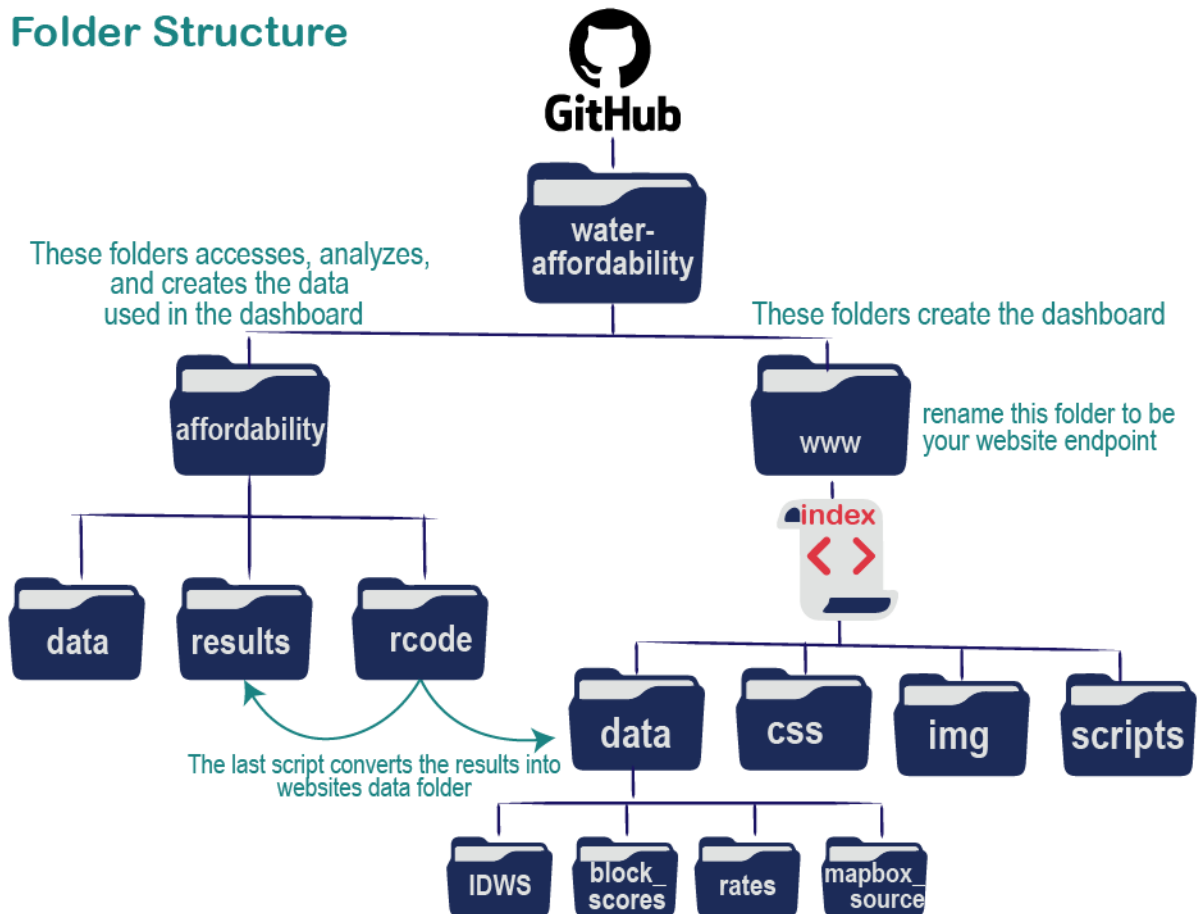 Folder Structure
GitHub
water-
affordability
These folders accesses, analyzes,
and creates the data
used in the dashboard
These folders create the dashboard
affordability
www
rename this folder to be
your website endpoint
index
< >
data
results
rcode
data
css
img
scripts
The last script converts the results into
websites data folder
IDWS
block_
scores
rates
mapbox_
source